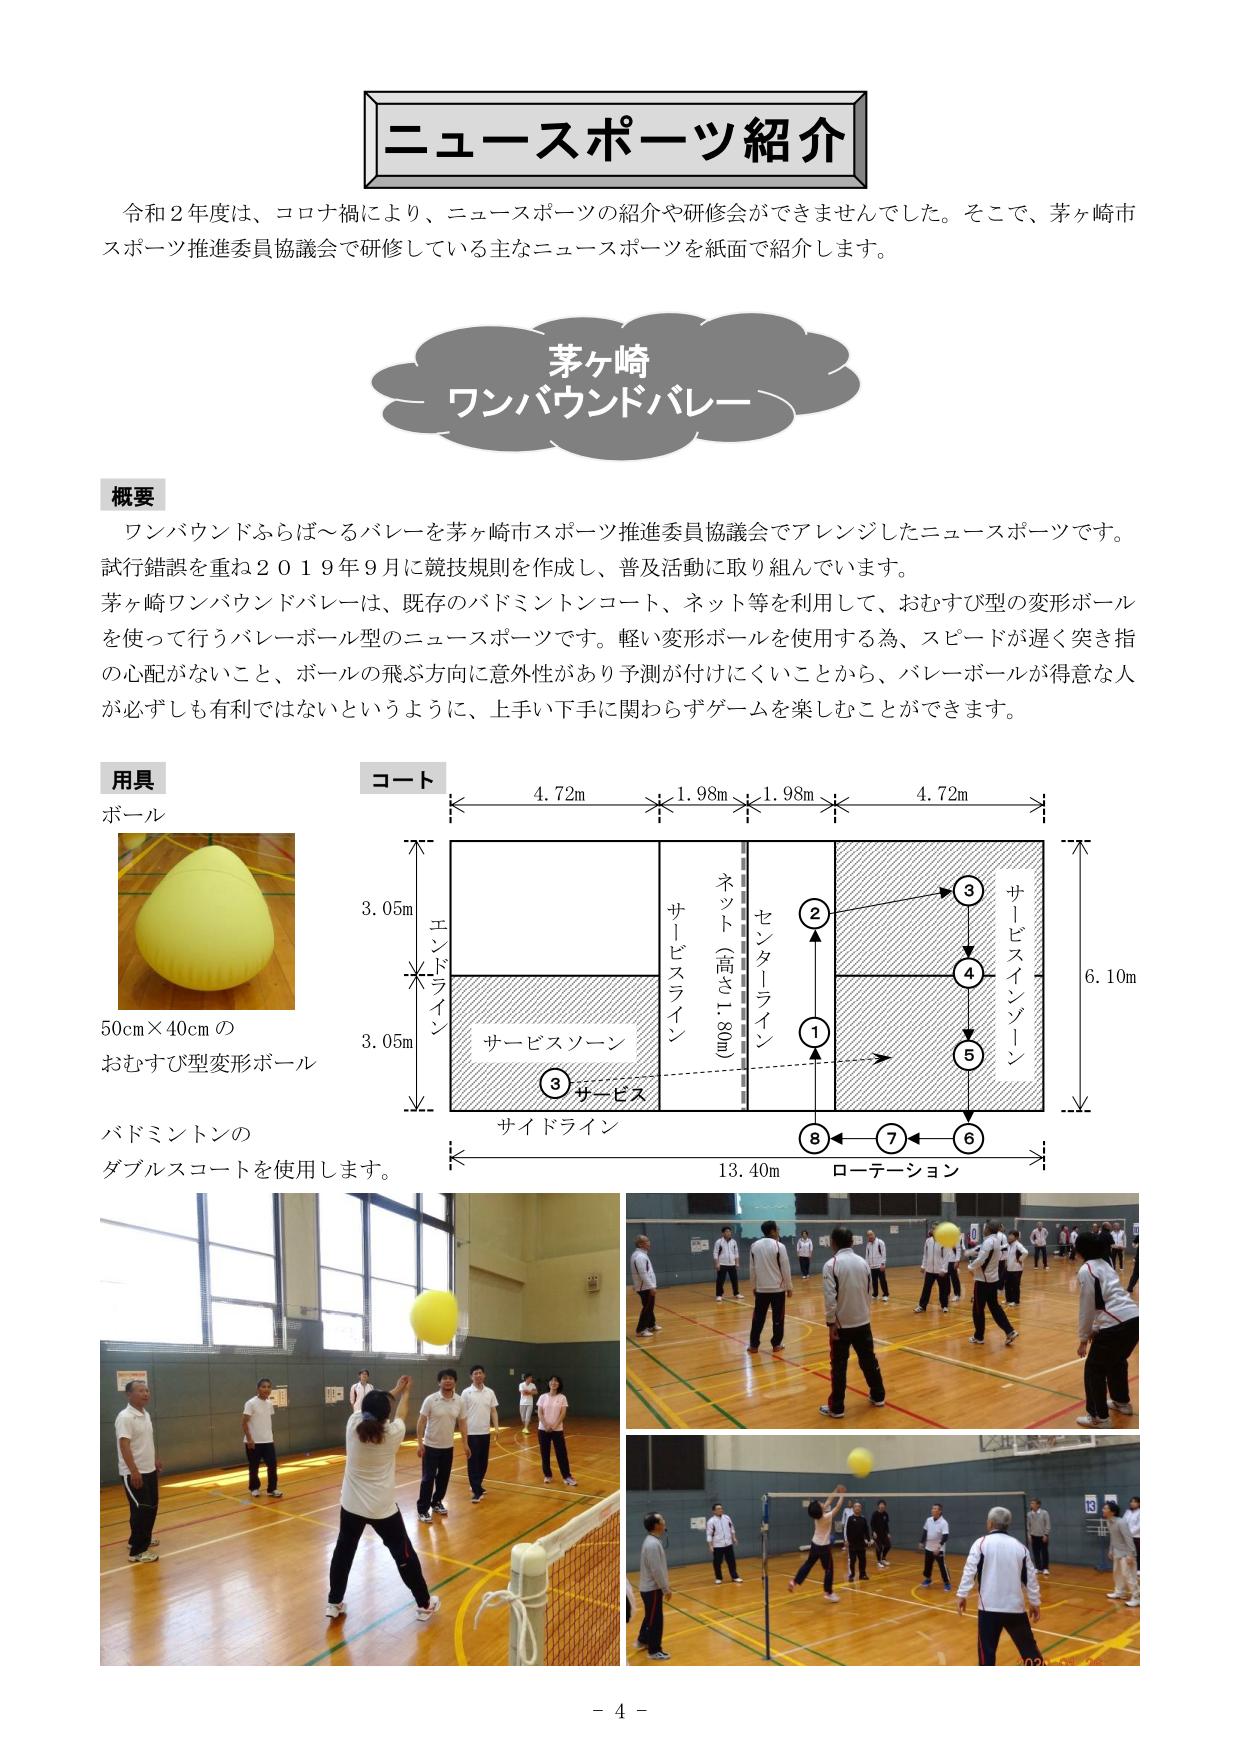 ニュースポーツ紹介
令和２年度は、コロナ禍により、ニュースポーツの紹介や研修会ができませんでした。そこで、茅ヶ崎市
スポーツ推進委員協議会で研修している主なニュースポーツを紙面で紹介します。
茅ヶ崎
ワンバウンドバレー
概要
ワンバウンドふらば～るバレーを茅ヶ崎市スポーツ推進委員協議会でアレンジしたニュースポーツです。
試行錯誤を重ね２０１９年９月に競技規則を作成し、普及活動に取り組んでいます。
茅ヶ崎ワンバウンドバレーは、既存のバドミントンコート、ネット等を利用して、おむすび型の変形ボール
を使って行うバレーボール型のニュースポーツです。軽い変形ボールを使用する為、スピードが遅く突き指
の心配がないこと、ボールの飛ぶ方向に意外性があり予測が付けにくいことから、バレーボールが得意な人
が必ずしも有利ではないというように、上手い下手に関わらずゲームを楽しむことができます。
用具
ボール
50cm×40cm の
おむすび型変形ボール
バドミントンの
ダブルスコートを使用します。
コート
4.72m
1.98m
1.98m
4.72m
3.05m
3.05m
エンドライン
サービスソーン
③
サービス
サイドライン
サービスライン
ネット（高さ1.80m）
センターライン
②
①
③
④
⑤
サービスインゾーン
6.10m
⑧
⑦
⑥
13.40m
ローテーション
13
－ 4 －